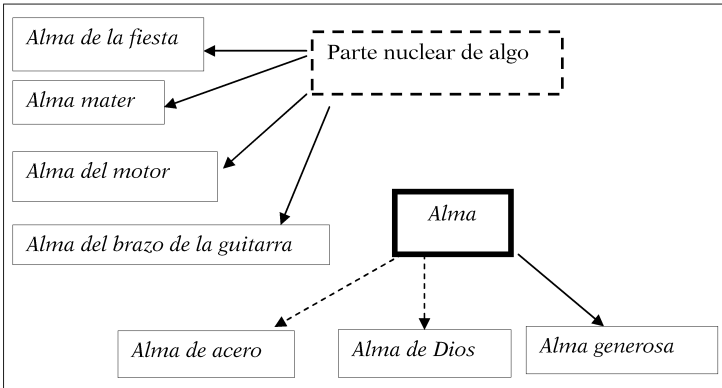 Alma de la fiesta
Parte nuclear de algo
Alma mater
Alma del motor
Alma
Alma del brazo de la guitarra
Alma de acero
Alma de Dios
Alma generosa